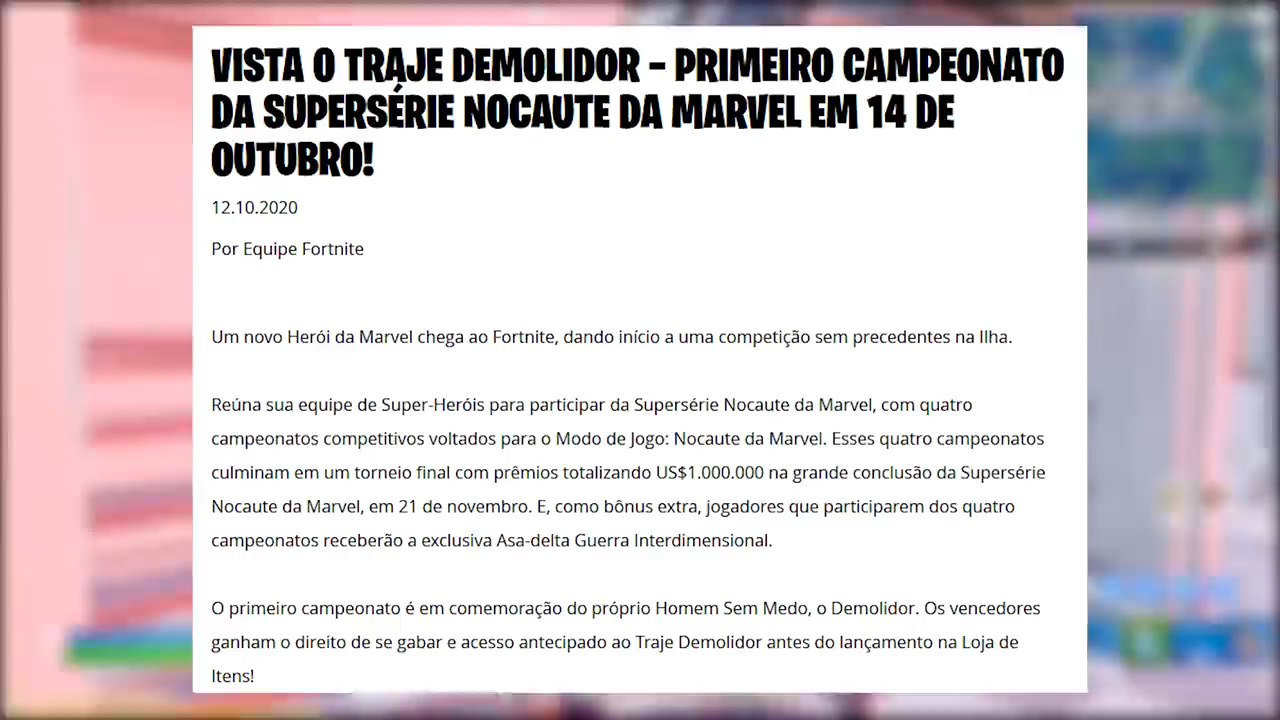 VISTA O TRAJE DEMOLIDOR – PRIMEIRO CAMPEONATO
DA SUPERSÉRIE NOCAUTE DA MARVEL EM 14 DE
OUTUBRO!
12.10.2020
Por Equipe Fortnite
Um novo Herói da Marvel chega ao Fortnite, dando início a uma competição sem precedentes na Ilha.
Reúna sua equipe de Super-Heróis para participar da Supersérie Nocaute da Marvel, com quatro
campeonatos competitivos voltados para o Modo de Jogo: Nocaute da Marvel. Esses quatro campeonatos
culminam em um torneio final com prêmios totalizando US$1.000.000 na grande conclusão da Supersérie
Nocaute da Marvel, em 21 de novembro. E, como bônus extra, jogadores que participarem dos quatro
campeonatos receberão a exclusiva Asa-delta Guerra Interdimensional.
O primeiro campeonato é em comemoração do próprio Homem Sem Medo, o Demolidor. Os vencedores
ganham o direito de se gabar e acesso antecipado ao Traje Demolidor antes do lançamento na Loja de
Itens!